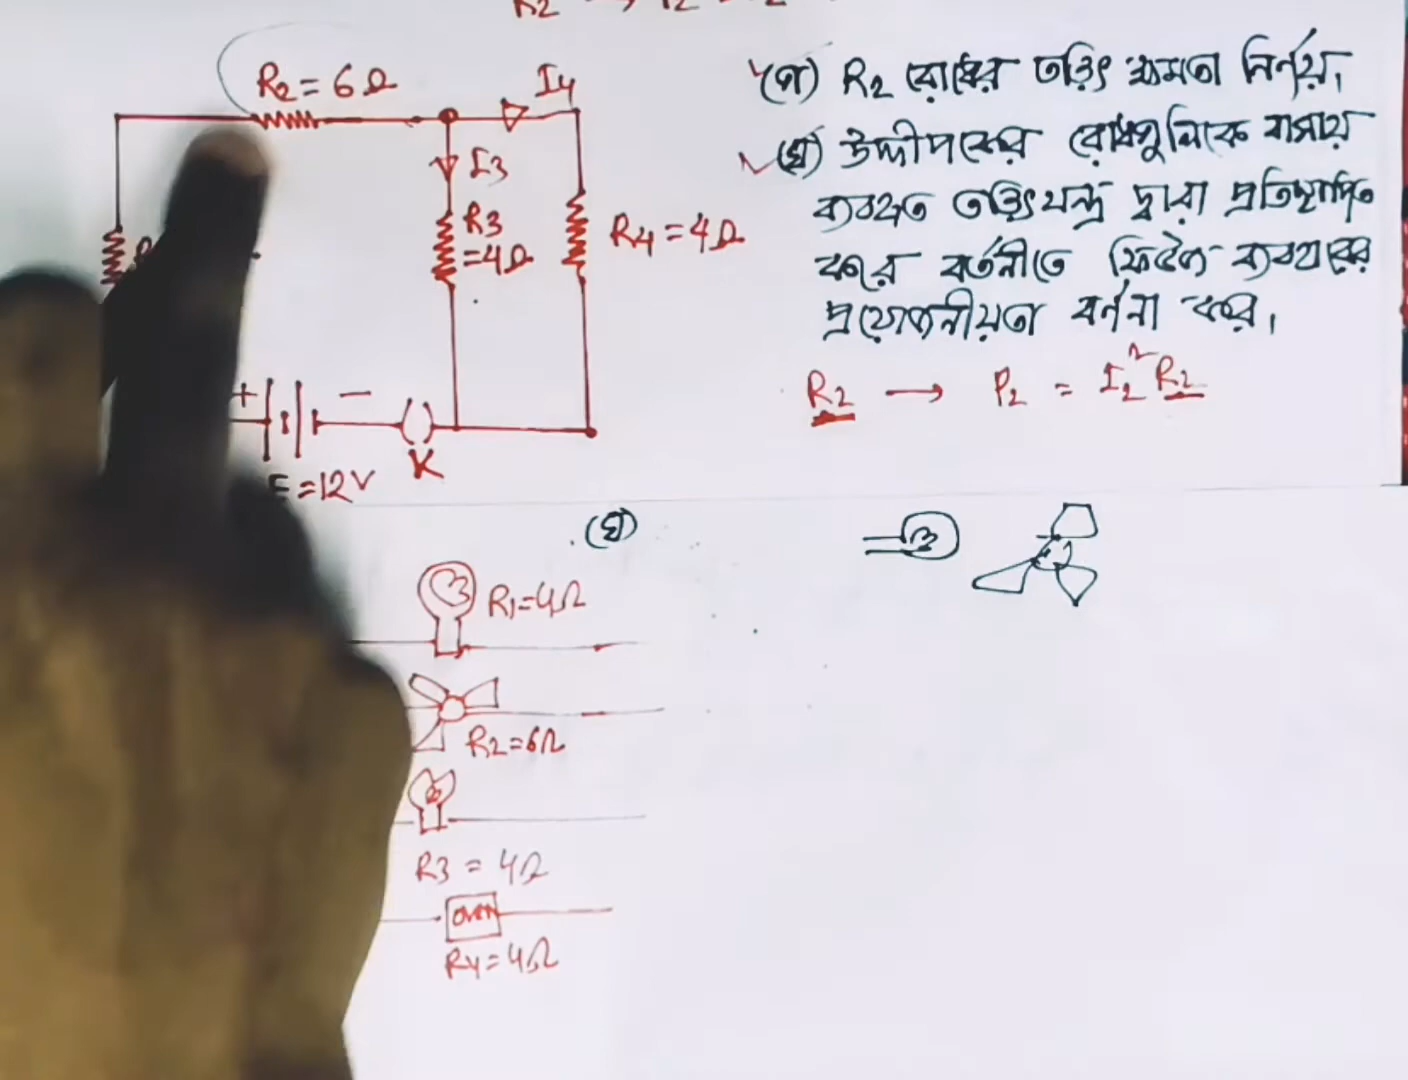 R2 = 6Ω
I4
I3
R3
=4Ω
R4 = 4Ω
+
−
K
E = 12V
(গ) R2 রোধের তড়িৎ ক্ষমতা নির্ণয়।
(ঘ) উদ্দীপকের রোধগুলিকে বাসায়
ব্যবহৃত তড়িৎযন্ত্র দ্বারা প্রতিস্থাপিত
করে বর্তনীতে ফিউজ ব্যবহারের
প্রয়োজনীয়তা বর্ণনা কর।
R2 → P2 = I2² R2
(ঘ)
R1=4Ω
R2=6Ω
R3 = 4Ω
OVEN
R4=4Ω